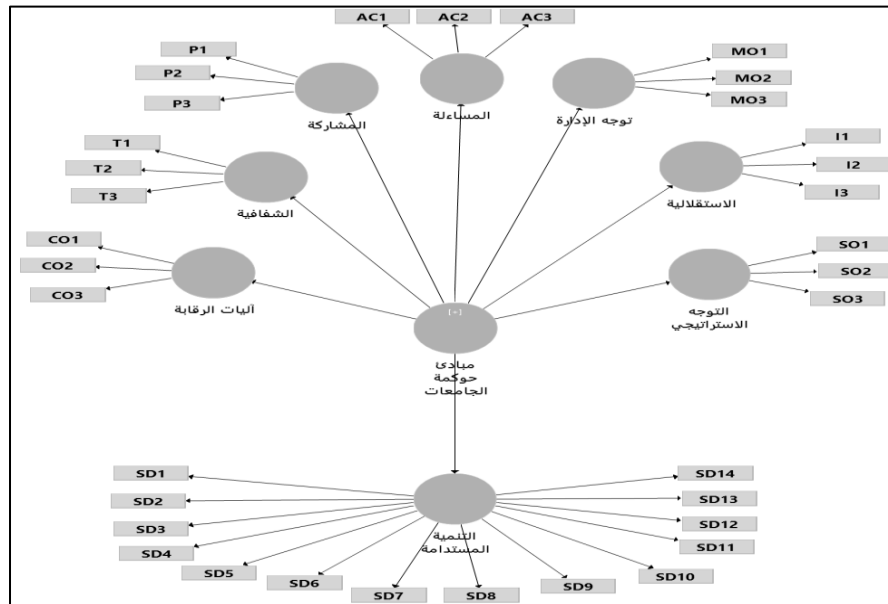 AC1
AC2
AC3
P1
P2
P3
المشاركة
المساءلة
MO1
MO2
MO3
توجه الإدارة
T1
T2
T3
الشفافية
I1
I2
I3
الاستقلالية
CO1
CO2
CO3
آليات الرقابة
SO1
SO2
SO3
التوجه
الاستراتيجي
[+]
مبادئ
حوكمة
الجامعات
SD1
SD2
SD3
SD4
SD5
SD6
SD7
SD8
SD9
SD10
SD11
SD12
SD13
SD14
التنمية
المستدامة